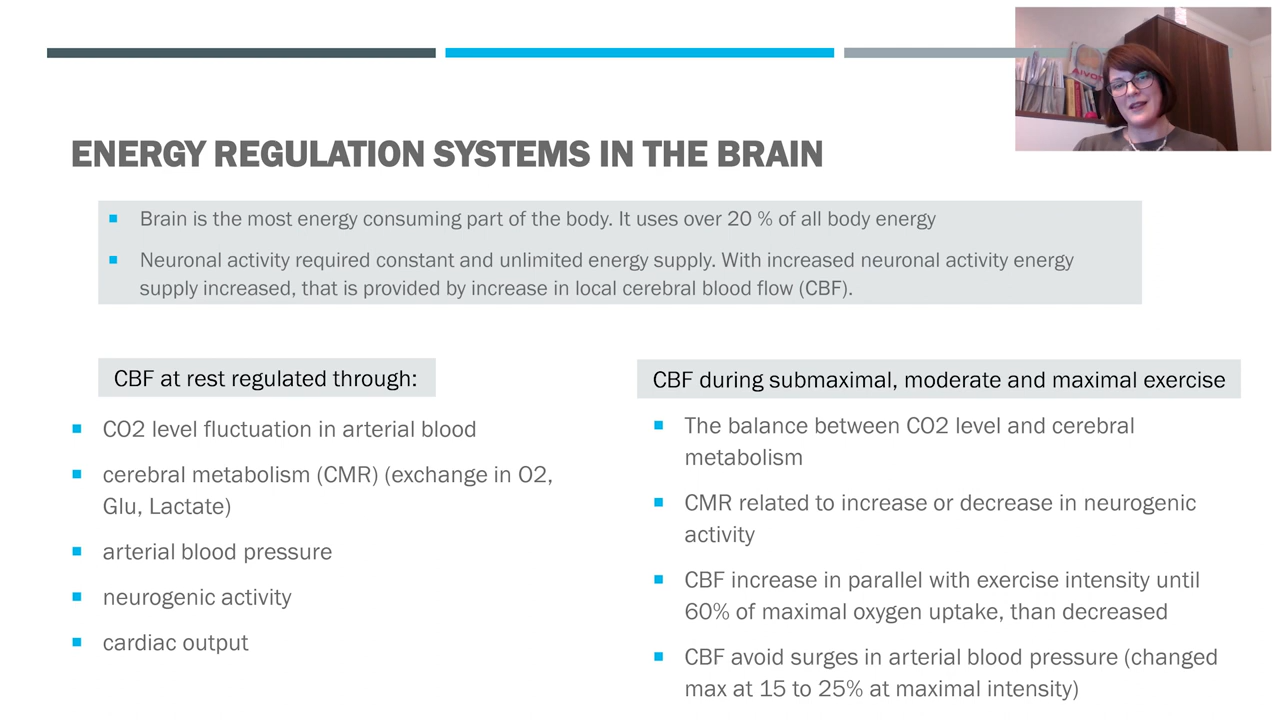 ENERGY REGULATION SYSTEMS IN THE BRAIN
Brain is the most energy consuming part of the body. It uses over 20 % of all body energy
Neuronal activity required constant and unlimited energy supply. With increased neuronal activity energy
supply increased, that is provided by increase in local cerebral blood flow (CBF).
CBF at rest regulated through:
CO2 level fluctuation in arterial blood
cerebral metabolism (CMR) (exchange in O2,
Glu, Lactate)
arterial blood pressure
neurogenic activity
cardiac output
CBF during submaximal, moderate and maximal exercise
The balance between CO2 level and cerebral
metabolism
CMR related to increase or decrease in neurogenic
activity
CBF increase in parallel with exercise intensity until
60% of maximal oxygen uptake, than decreased
CBF avoid surges in arterial blood pressure (changed
max at 15 to 25% at maximal intensity)